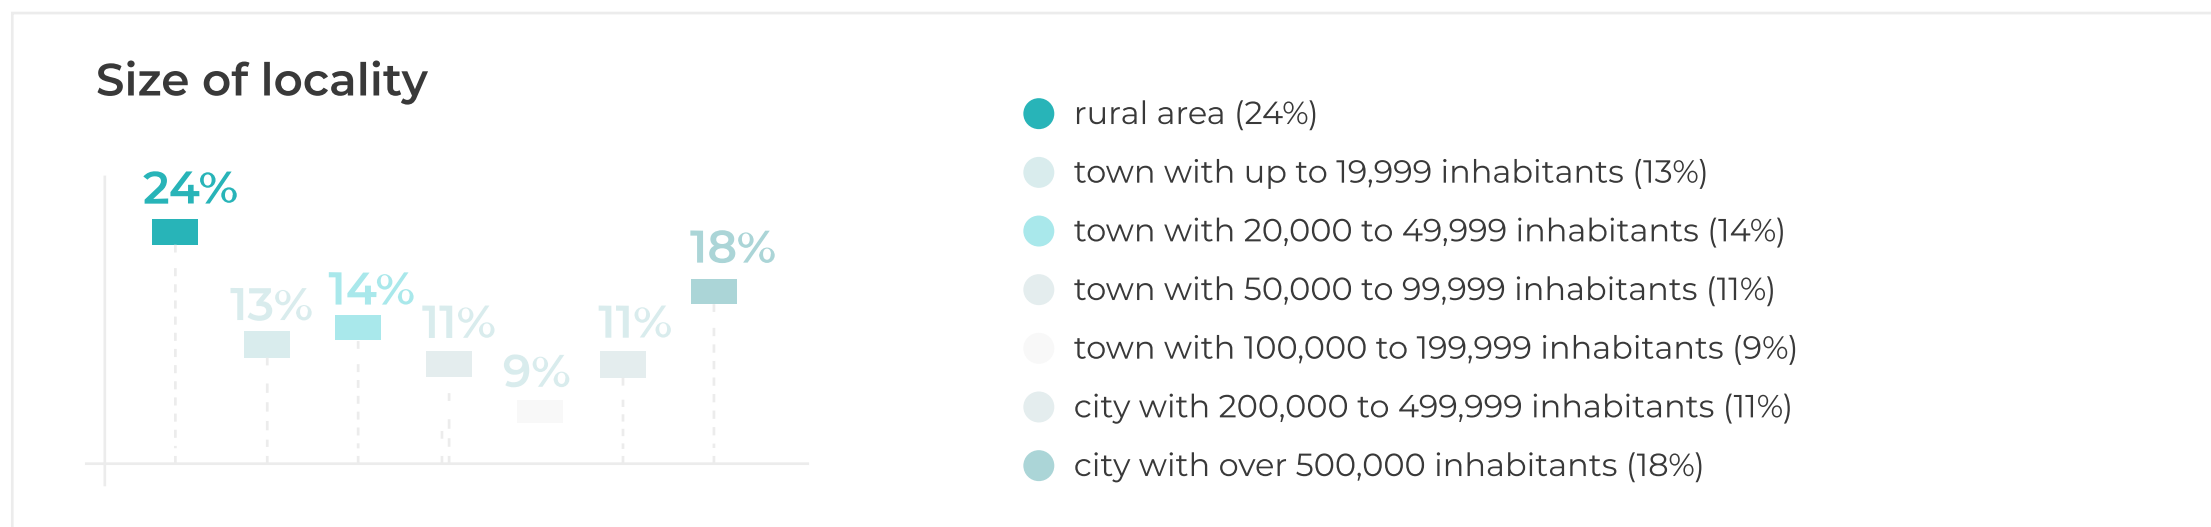 Size of locality
24%
13%
14%
11%
9%
11%
18%
rural area (24%)
town with up to 19,999 inhabitants (13%)
town with 20,000 to 49,999 inhabitants (14%)
town with 50,000 to 99,999 inhabitants (11%)
town with 100,000 to 199,999 inhabitants (9%)
city with 200,000 to 499,999 inhabitants (11%)
city with over 500,000 inhabitants (18%)